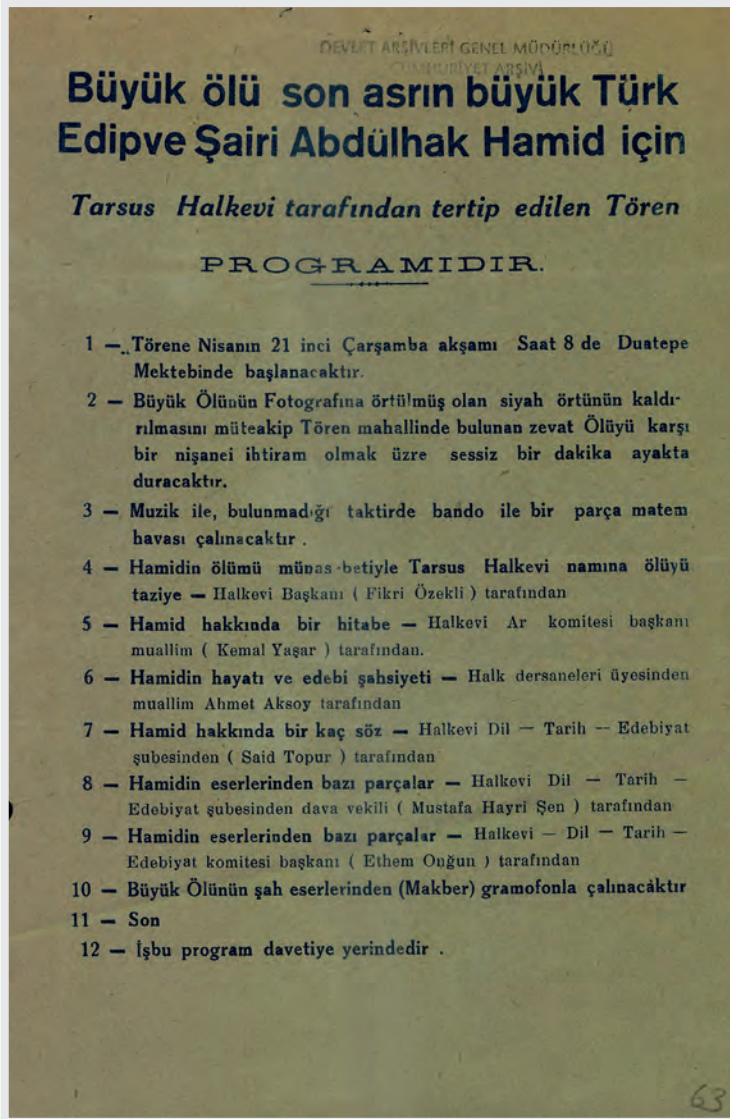 DEVLET ARŞİVLERİ GENEL MÜDÜRLÜĞÜ
CUMHURİYET ARŞİVİ
Büyük ölü son asrın büyük Türk
Edipve Şairi Abdülhak Hamid için
Tarsus Halkevi tarafından tertip edilen Tören
PROGRAMIDIR.
1 — Törene Nisanın 21 inci Çarşamba akşamı Saat 8 de Duatepe
Mektebinde başlanacaktır.
2 — Büyük Ölünün Fotografına örtülmüş olan siyah örtünün kaldı-
rılmasını müteakip Tören mahallinde bulunan zevat Ölüyü karşı
bir nişanei ihtiram olmak üzre sessiz bir dakika ayakta
duracaktır.
3 — Muzik ile, bulunmadığı taktirde bando ile bir parça matem
havası çalınacaktır .
4 — Hamidin ölümü münasebetiyle Tarsus Halkevi namına ölüyü
taziye — Halkevi Başkanı ( Fikri Özekli ) tarafından
5 — Hamid hakkında bir hitabe — Halkevi Ar komitesi başkanı
muallim ( Kemal Yaşar ) tarafından.
6 — Hamidin hayatı ve edebi şahsiyeti — Halk dersaneleri üyesinden
muallim Ahmet Aksoy tarafından
7 — Hamid hakkında bir kaç söz — Halkevi Dil — Tarih — Edebiyat
şubesinden ( Said Topur ) tarafından
8 — Hamidin eserlerinden bazı parçalar — Halkevi Dil — Tarih —
Edebiyat şubesinden dava vekili ( Mustafa Hayri Şen ) tarafından
9 — Hamidin eserlerinden bazı parçalar — Halkevi — Dil — Tarih —
Edebiyat komitesi başkanı ( Ethem Onğun ) tarafından
10 — Büyük Ölünün şah eserlerinden (Makber) gramofonla çalınacaktır
11 — Son
12 — İşbu program davetiye yerindedir .
63